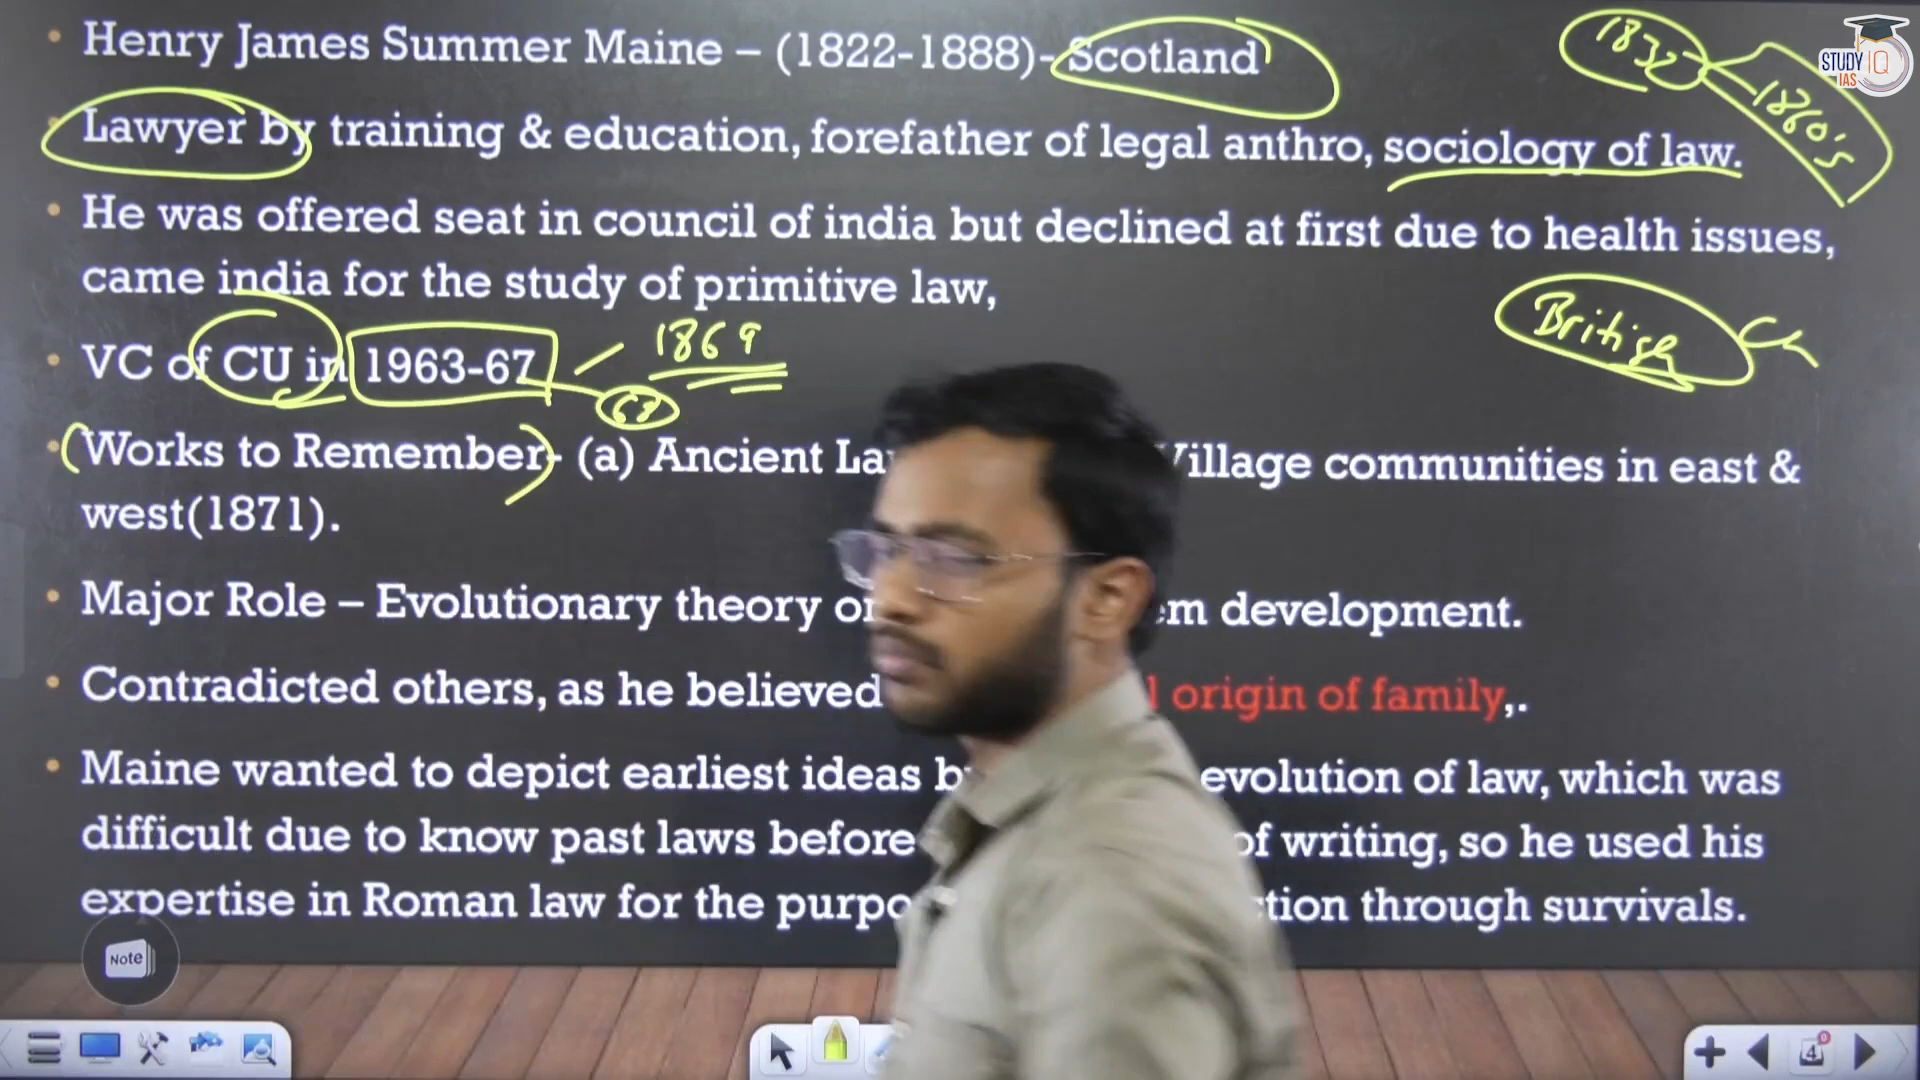 Henry James Summer Maine – (1822-1888)- Scotland
1832
1860's
STUDY IQ
IAS
Lawyer by training & education, forefather of legal anthro, sociology of law.
He was offered seat in council of india but declined at first due to health issues,
came india for the study of primitive law,
British
VC of CU in 1963-67
1869
Works to Remember- (a) Ancient Village communities in east &
west(1871).
Major Role – Evolutionary theory development.
Contradicted others, as he believed origin of family,.
Maine wanted to depict earliest ideas evolution of law, which was
difficult due to know past laws before of writing, so he used his
expertise in Roman law for the through survivals.
Note
4